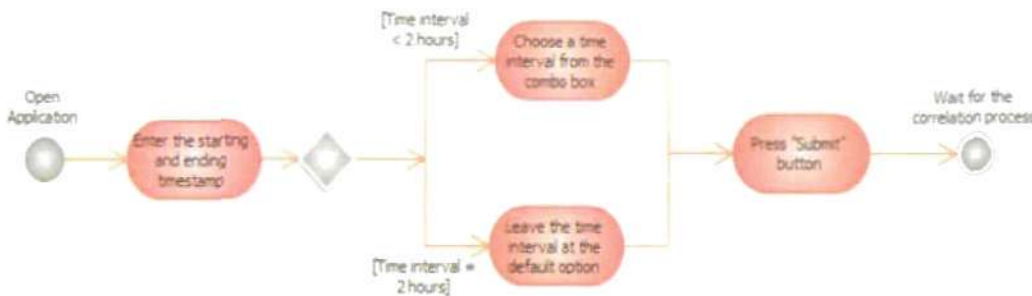 Open
Application
Enter the starting
and ending
timestamp
[Time interval
< 2 hours]
Choose a time
interval from the
combo box
[Time interval =
2 hours]
Leave the time
interval at the
default option
Press "Submit"
button
Wait for the
correlation process